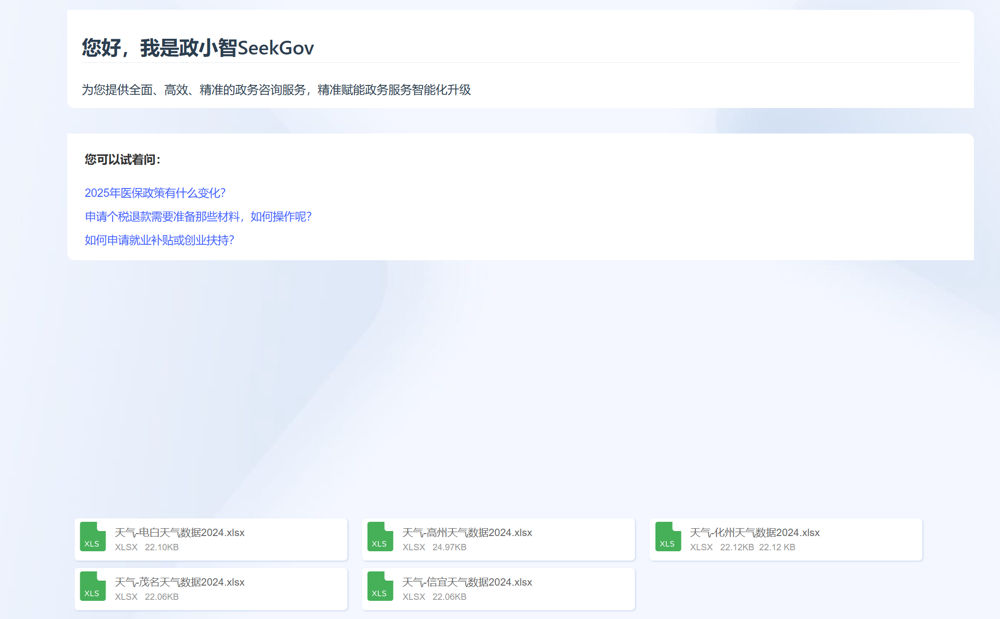 您好，我是政小智SeekGov
为您提供全面、高效、精准的政务咨询服务，精准赋能政务服务智能化升级
您可以试着问：
2025年医保政策有什么变化？
申请个税退款需要准备那些材料，如何操作呢？
如何申请就业补贴或创业扶持？
XLS 天气-电白天气数据2024.xlsx
XLSX 22.10KB
XLS 天气-高州天气数据2024.xlsx
XLSX 24.97KB
XLS 天气-化州天气数据2024.xlsx
XLSX 22.12KB 22.12 KB
XLS 天气-茂名天气数据2024.xlsx
XLSX 22.06KB
XLS 天气-信宜天气数据2024.xlsx
XLSX 22.06KB